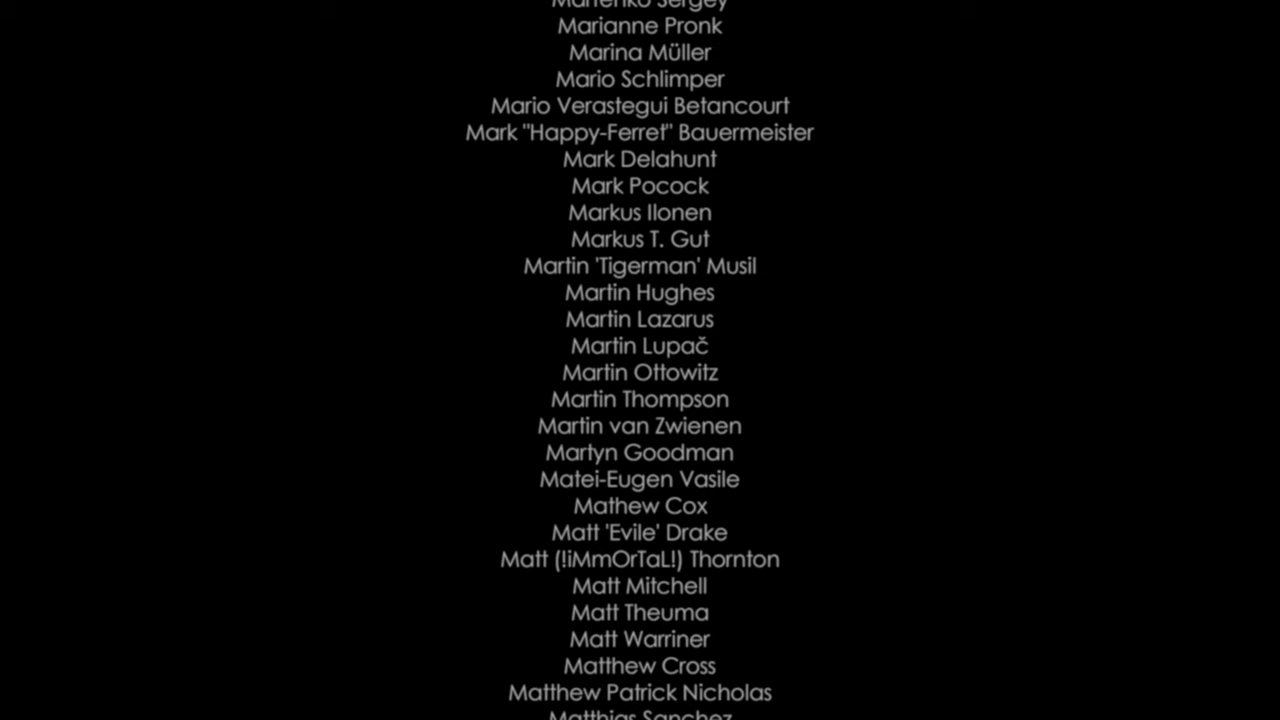 Marianne Pronk
Marina Müller
Mario Schlimper
Mario Verastegui Betancourt
Mark "Happy-Ferret" Bauermeister
Mark Delahunt
Mark Pocock
Markus Ilonen
Markus T. Gut
Martin 'Tigerman' Musil
Martin Hughes
Martin Lazarus
Martin Lupač
Martin Ottowitz
Martin Thompson
Martin van Zwienen
Martyn Goodman
Matei-Eugen Vasile
Mathew Cox
Matt 'Evile' Drake
Matt (!iMmOrTaL!) Thornton
Matt Mitchell
Matt Theuma
Matt Warriner
Matthew Cross
Matthew Patrick Nicholas
Matthias Sanchez